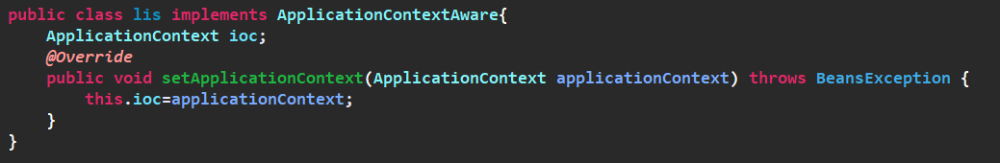 public class lis implements ApplicationContextAware{
    ApplicationContext ioc;
    @Override
    public void setApplicationContext(ApplicationContext applicationContext) throws BeansException {
        this.ioc=applicationContext;
    }
}